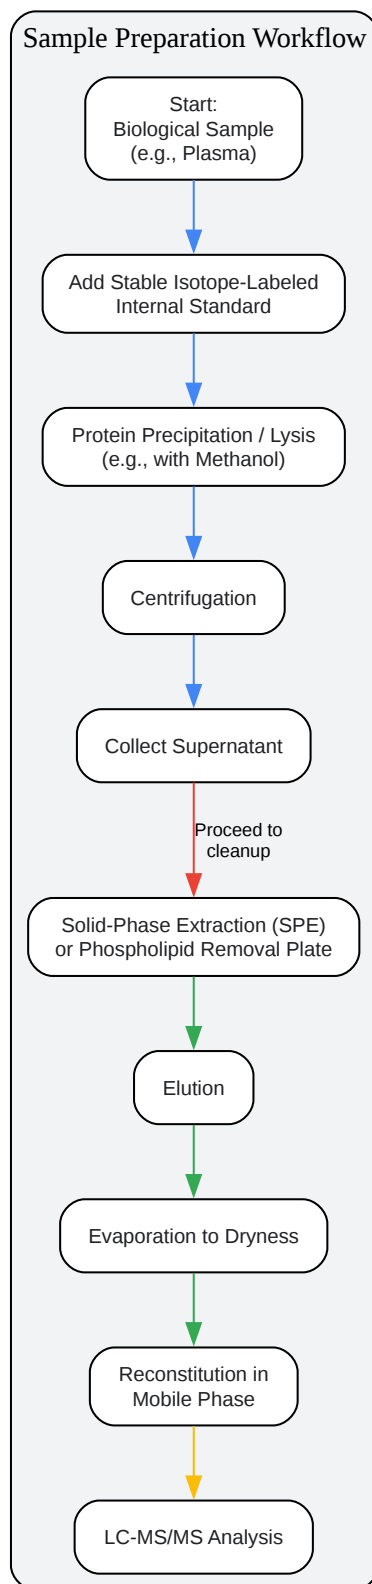 Sample Preparation Workflow
Start:
Biological Sample
(e.g., Plasma)
Add Stable Isotope-Labeled
Internal Standard
Protein Precipitation / Lysis
(e.g., with Methanol)
Centrifugation
Collect Supernatant
Proceed to
cleanup
Solid-Phase Extraction (SPE)
or Phospholipid Removal Plate
Elution
Evaporation to Dryness
Reconstitution in
Mobile Phase
LC-MS/MS Analysis